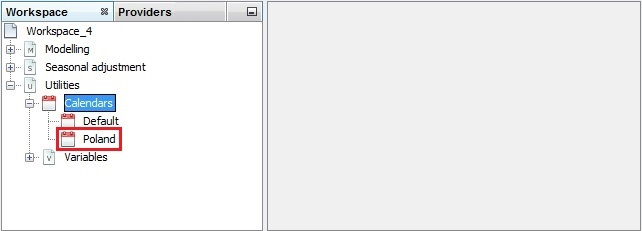 Workspace Providers
Workspace_4
M Modelling
S Seasonal adjustment
U Utilities
Calendars
Default
Poland
V Variables